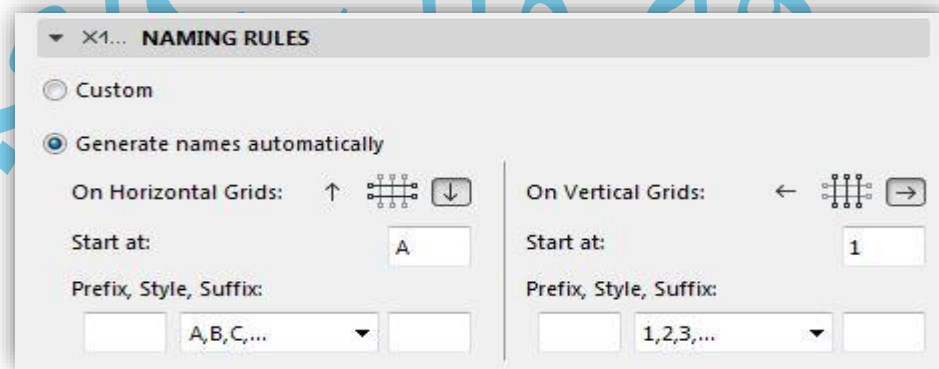 X1... NAMING RULES
Custom
Generate names automatically
On Horizontal Grids:
Start at: A
Prefix, Style, Suffix:
A,B,C,...
On Vertical Grids:
Start at: 1
Prefix, Style, Suffix:
1,2,3,...